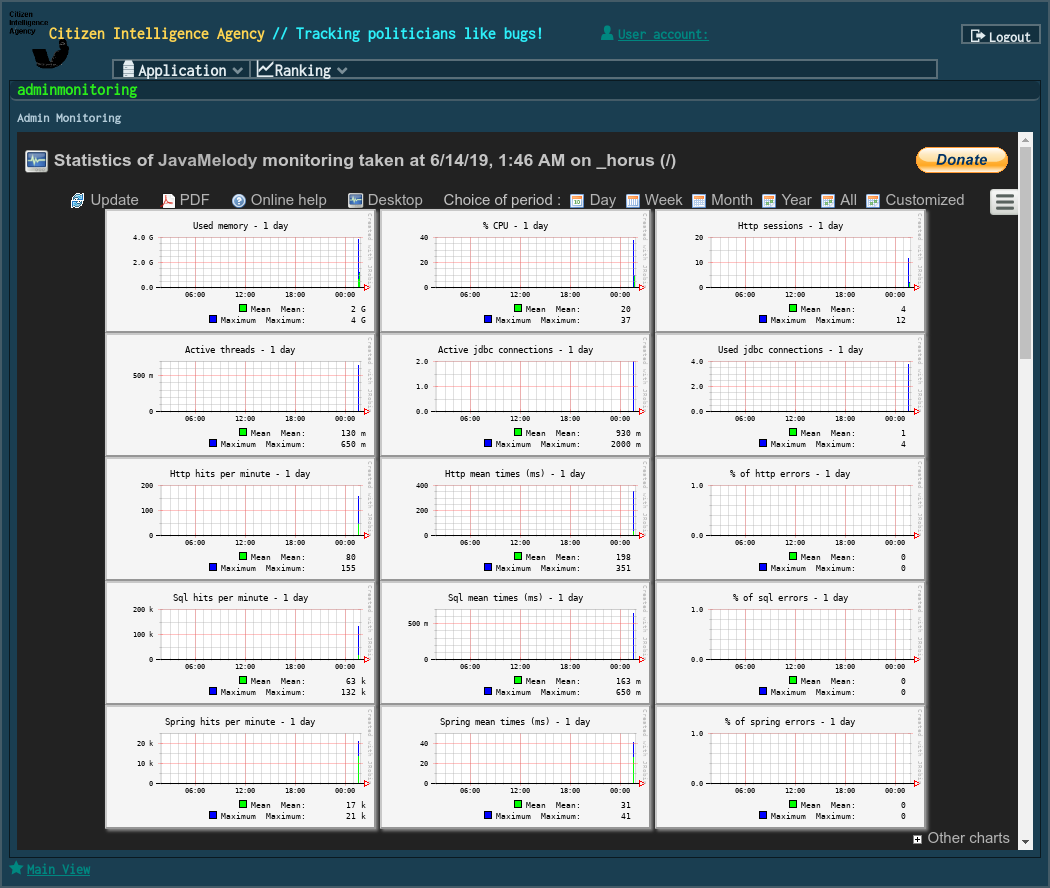 Citizen
Intelligence
Agency
Citizen Intelligence Agency // Tracking politicians like bugs!
User account:
Logout
Application
Ranking
adminmonitoring
Admin Monitoring
Statistics of JavaMelody monitoring taken at 6/14/19, 1:46 AM on _horus (/)
Donate
Update PDF Online help Desktop Choice of period : Day Week Month Year All Customized
Used memory - 1 day
4.0 G
2.0 G
0.0
06:00 12:00 18:00 00:00
Mean Mean: 2 G
Maximum Maximum: 4 G
% CPU - 1 day
40
20
0
06:00 12:00 18:00 00:00
Mean Mean: 20
Maximum Maximum: 37
Http sessions - 1 day
20
10
0
06:00 12:00 18:00 00:00
Mean Mean: 4
Maximum Maximum: 12
Active threads - 1 day
500 m
0
06:00 12:00 18:00 00:00
Mean Mean: 130 m
Maximum Maximum: 650 m
Active jdbc connections - 1 day
2.0
1.0
0.0
06:00 12:00 18:00 00:00
Mean Mean: 930 m
Maximum Maximum: 2000 m
Used jdbc connections - 1 day
4.0
2.0
0.0
06:00 12:00 18:00 00:00
Mean Mean: 1
Maximum Maximum: 4
Http hits per minute - 1 day
200
100
0
06:00 12:00 18:00 00:00
Mean Mean: 80
Maximum Maximum: 155
Http mean times (ms) - 1 day
400
200
0
06:00 12:00 18:00 00:00
Mean Mean: 198
Maximum Maximum: 351
% of http errors - 1 day
1.0
0.0
06:00 12:00 18:00 00:00
Mean Mean: 0
Maximum Maximum: 0
Sql hits per minute - 1 day
200 k
100 k
0
06:00 12:00 18:00 00:00
Mean Mean: 63 k
Maximum Maximum: 132 k
Sql mean times (ms) - 1 day
500 m
0
06:00 12:00 18:00 00:00
Mean Mean: 163 m
Maximum Maximum: 650 m
% of sql errors - 1 day
1.0
0.0
06:00 12:00 18:00 00:00
Mean Mean: 0
Maximum Maximum: 0
Spring hits per minute - 1 day
20 k
10 k
0
06:00 12:00 18:00 00:00
Mean Mean: 17 k
Maximum Maximum: 21 k
Spring mean times (ms) - 1 day
40
20
0
06:00 12:00 18:00 00:00
Mean Mean: 31
Maximum Maximum: 41
% of spring errors - 1 day
1.0
0.0
06:00 12:00 18:00 00:00
Mean Mean: 0
Maximum Maximum: 0
Other charts
Main View